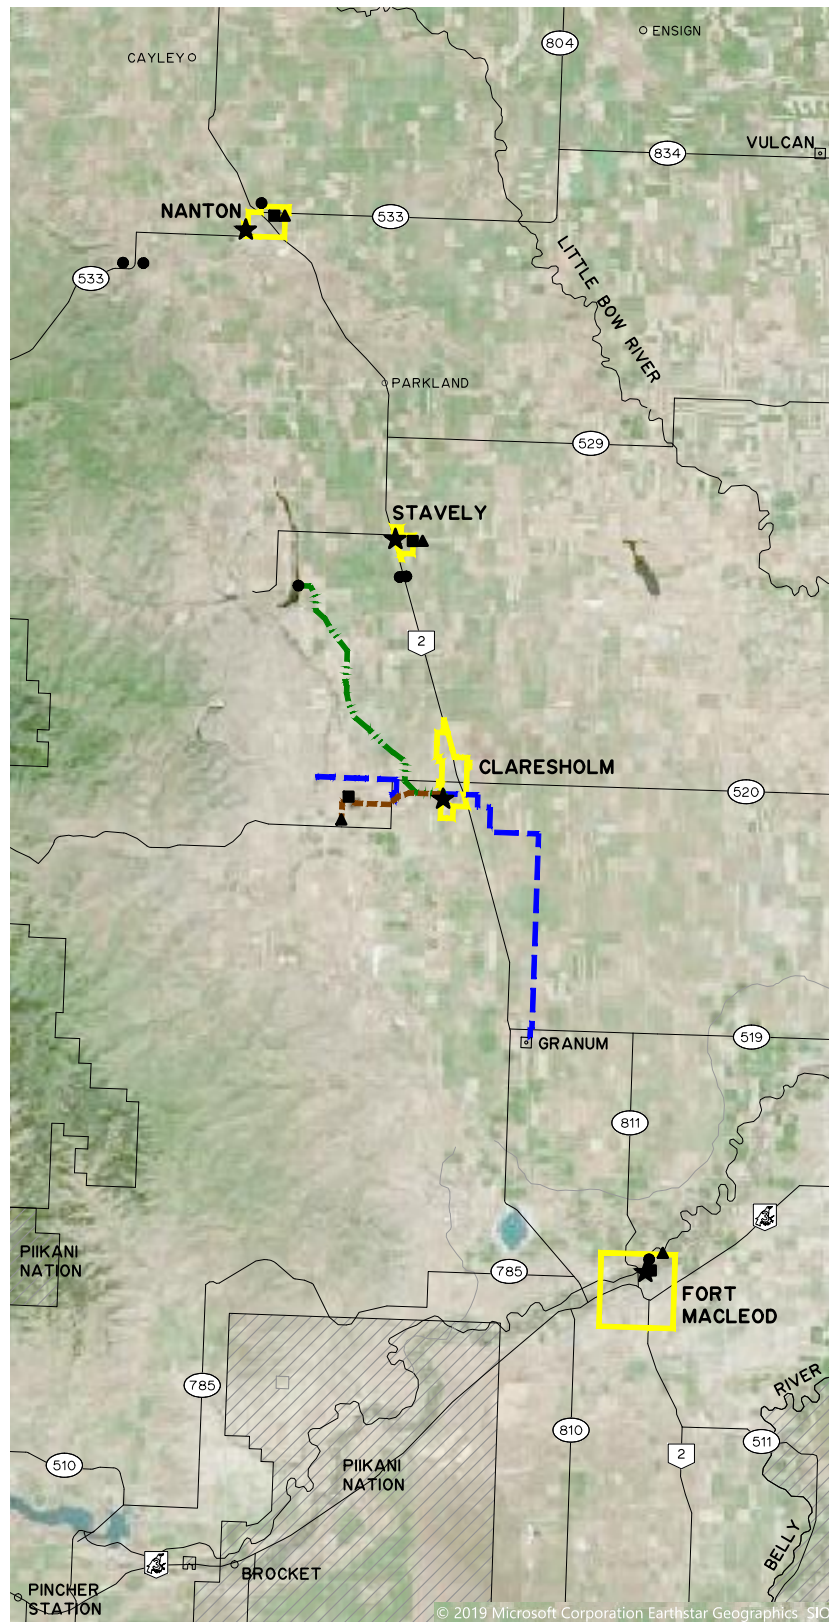 ENSIGN
804
CAYLEY
VULCAN
834
NANTON
533
533
LITTLE BOW RIVER
PARKLAND
529
STAVELY
2
CLARESHOLM
520
GRANUM
519
811
PIIKANI
NATION
785
FORT
MACLEOD
785
RIVER
810
511
2
510
PIIKANI
NATION
BELLY
BROCKET
PINCHER
STATION
© 2019 Microsoft Corporation Earthstar Geographics SIO